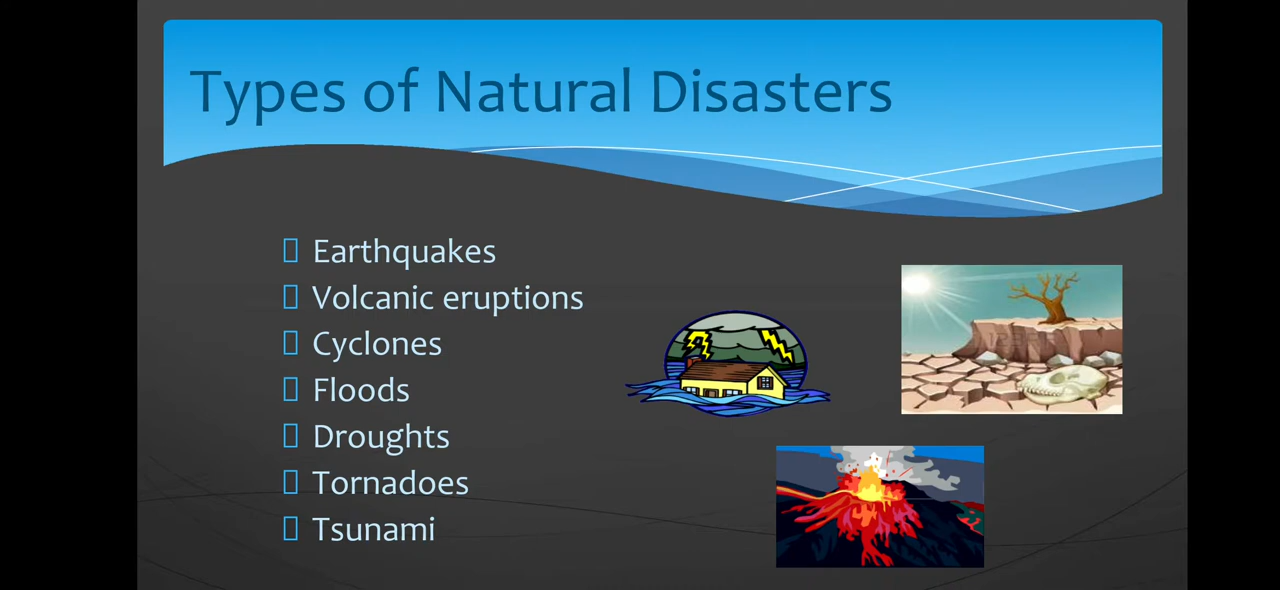 Types of Natural Disasters
Earthquakes
Volcanic eruptions
Cyclones
Floods
Droughts
Tornadoes
Tsunami